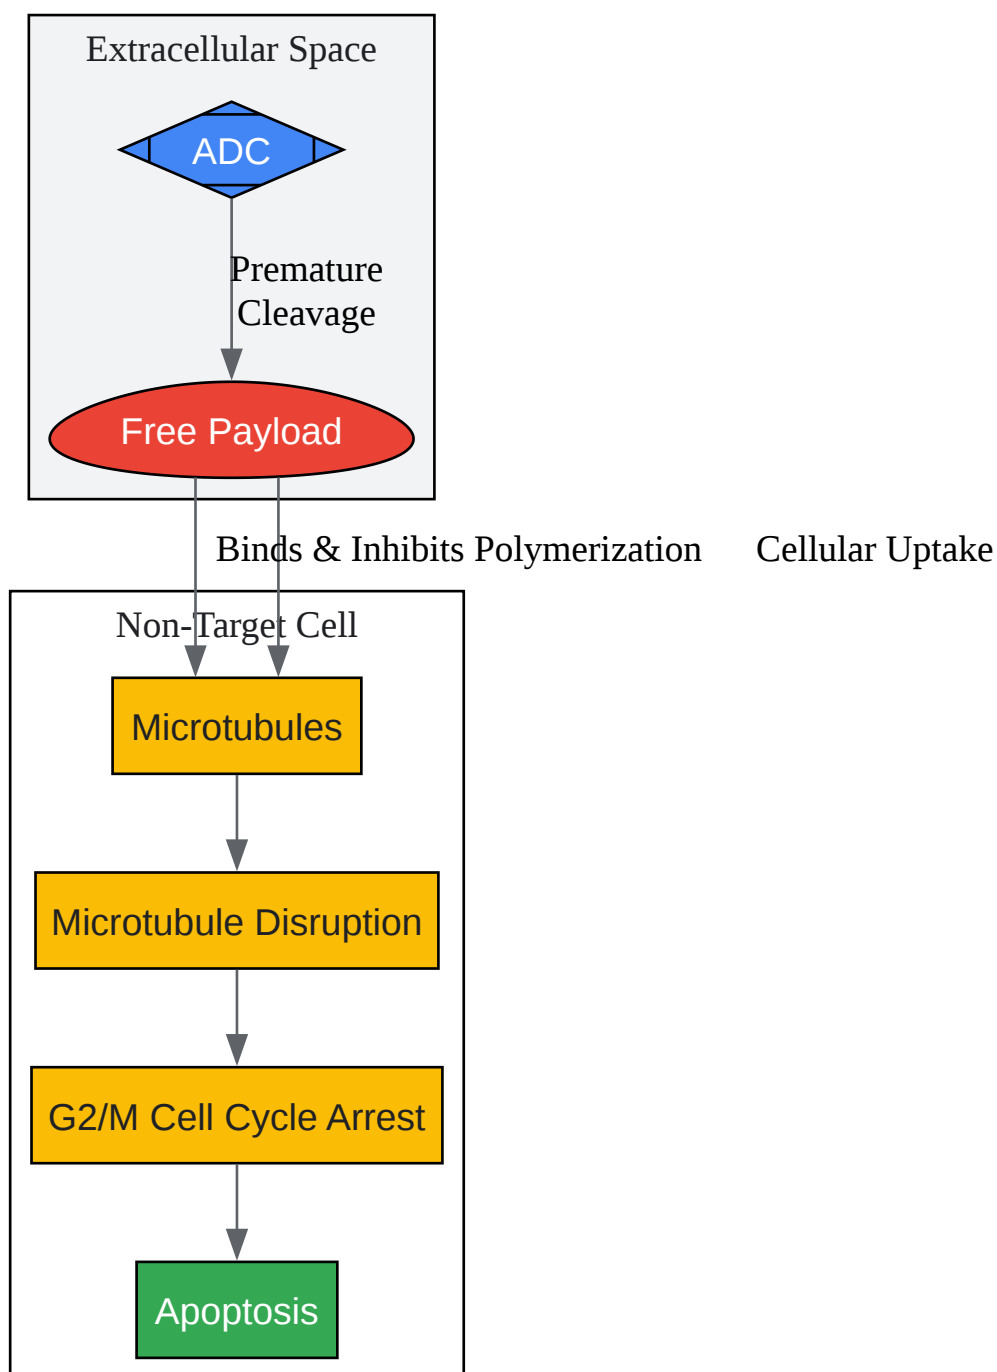 Extracellular Space
ADC
Premature
Cleavage
Free Payload
Binds & Inhibits Polymerization
Cellular Uptake
Non-Target Cell
Microtubules
Microtubule Disruption
G2/M Cell Cycle Arrest
Apoptosis